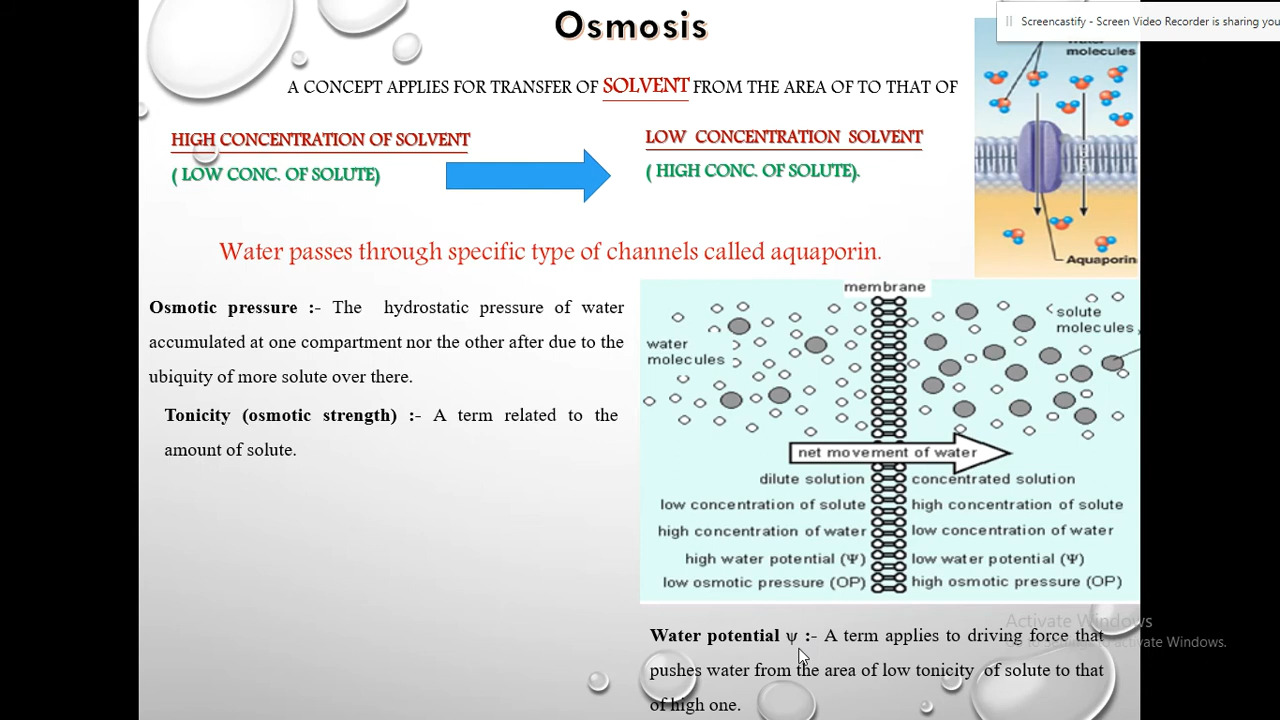 Osmosis
Screencastify - Screen Video Recorder is sharing you
A CONCEPT APPLIES FOR TRANSFER OF SOLVENT FROM THE AREA OF TO THAT OF
HIGH CONCENTRATION OF SOLVENT
( LOW CONC. OF SOLUTE)
LOW CONCENTRATION SOLVENT
( HIGH CONC. OF SOLUTE).
molecules
Aquaporin
Water passes through specific type of channels called aquaporin.
Osmotic pressure :- The hydrostatic pressure of water
accumulated at one compartment nor the other after due to the
ubiquity of more solute over there.
Tonicity (osmotic strength) :- A term related to the
amount of solute.
membrane
water
molecules
solute
molecules
net movement of water
dilute solution
concentrated solution
low concentration of solute
high concentration of solute
high concentration of water
low concentration of water
high water potential (Ψ)
low water potential (Ψ)
low osmotic pressure (OP)
high osmotic pressure (OP)
Water potential ψ :- A term applies to driving force that
pushes water from the area of low tonicity of solute to that
of high one.
Activate Windows
Go to Settings to activate Windows.